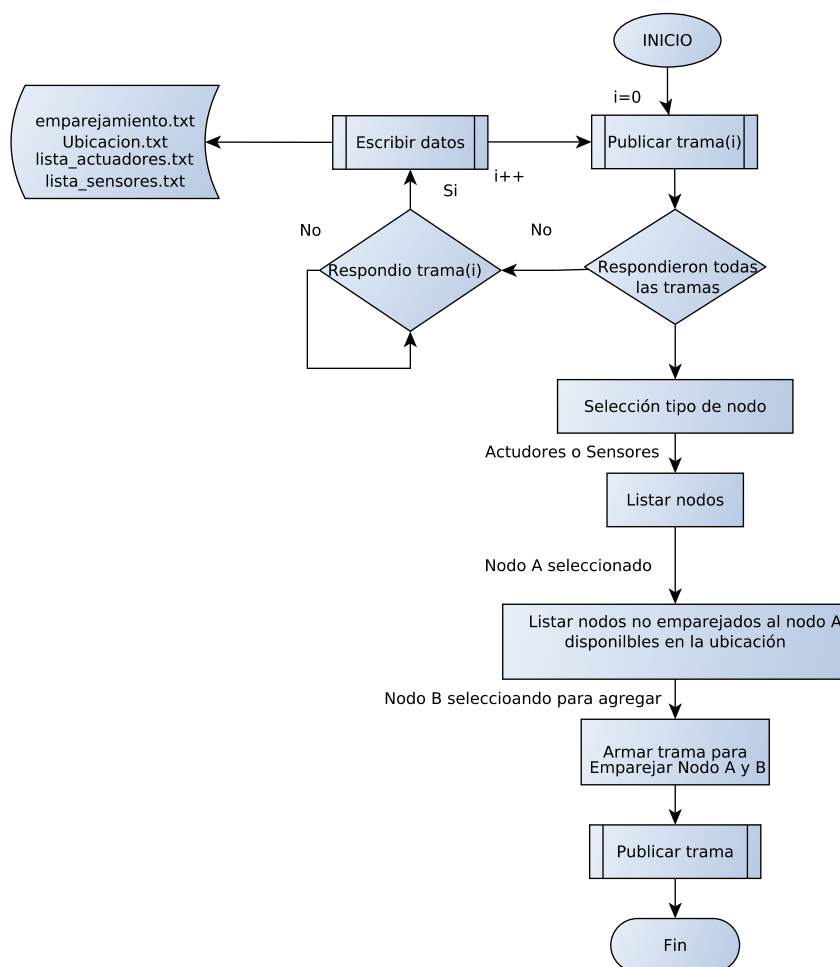 INICIO
i=0
emparejamiento.txt
Ubicacion.txt
lista_actuadores.txt
lista_sensores.txt
Escribir datos
Publicar trama(i)
i++
Si
No
No
Respondio trama(i)
Respondieron todas
las tramas
Selección tipo de nodo
Actudores o Sensores
Listar nodos
Nodo A seleccionado
Listar nodos no emparejados al nodo A
disponilbles en la ubicación
Nodo B seleccioando para agregar
Armar trama para
Emparejar Nodo A y B
Publicar trama
Fin